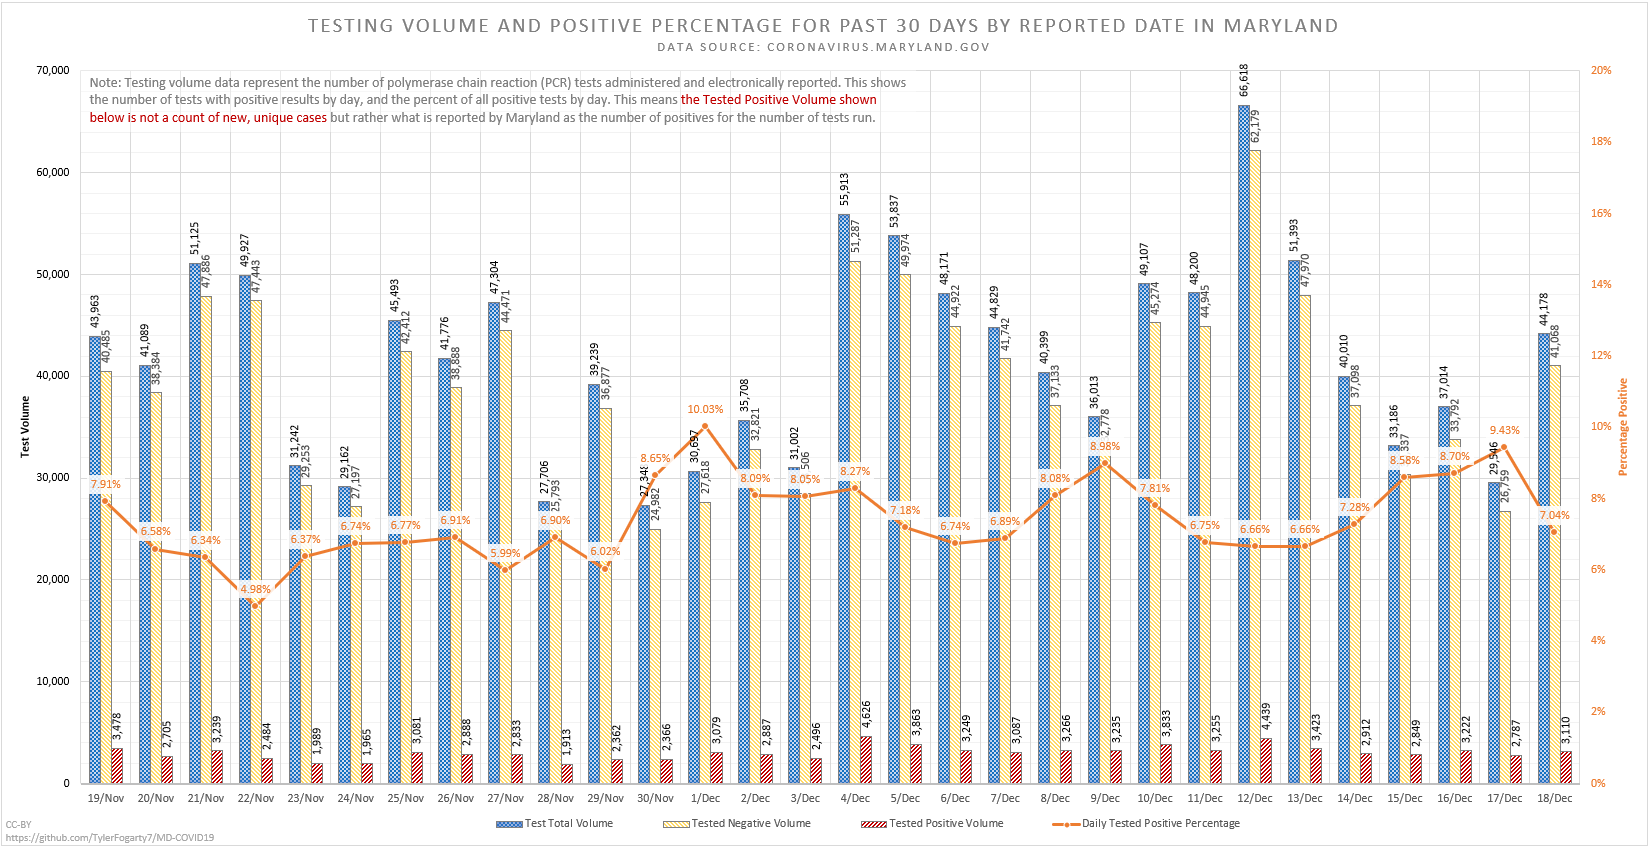 TESTING VOLUME AND POSITIVE PERCENTAGE FOR PAST 30 DAYS BY REPORTED DATE IN MARYLAND
DATA SOURCE: CORONAVIRUS.MARYLAND.GOV
Note: Testing volume data represent the number of polymerase chain reaction (PCR) tests administered and electronically reported. This shows
the number of tests with positive results by day, and the percent of all positive tests by day. This means the Tested Positive Volume shown
below is not a count of new, unique cases but rather what is reported by Maryland as the number of positives for the number of tests run.
Test Volume
70,000
60,000
50,000
40,000
30,000
20,000
10,000
0
43,963 40,485 3,478 7.91%
41,089 38,384 2,705 6.58%
51,125 47,886 3,239 6.34%
49,927 47,443 2,484 4.98%
31,242 29,253 1,989 6.37%
29,162 27,197 1,965 6.74%
45,493 42,412 3,081 6.77%
41,776 38,888 2,888 6.91%
47,304 44,471 2,833 5.99%
27,706 25,793 1,913 6.90%
39,239 36,877 2,362 6.02%
27,348 24,982 2,366 8.65%
30,697 27,618 3,079 10.03%
35,708 32,821 2,887 8.09%
31,002 506 2,496 8.05%
55,913 51,287 4,626 8.27%
53,837 49,974 3,863 7.18%
48,171 44,922 3,249 6.74%
44,829 41,742 3,087 6.89%
40,399 37,133 3,266 8.08%
36,013 2,778 3,235 8.98%
49,107 45,274 3,833 7.81%
48,200 44,945 3,255 6.75%
66,618 62,179 4,439 6.66%
51,393 47,970 3,423 6.66%
40,010 37,098 2,912 7.28%
33,186 337 2,849 8.58%
37,014 33,792 3,222 8.70%
29,546 26,759 2,787 9.43%
44,178 41,068 3,110 7.04%
20%
18%
16%
14%
12%
10%
8%
6%
4%
2%
0%
Percentage Positive
19/Nov 20/Nov 21/Nov 22/Nov 23/Nov 24/Nov 25/Nov 26/Nov 27/Nov 28/Nov 29/Nov 30/Nov 1/Dec 2/Dec 3/Dec 4/Dec 5/Dec 6/Dec 7/Dec 8/Dec 9/Dec 10/Dec 11/Dec 12/Dec 13/Dec 14/Dec 15/Dec 16/Dec 17/Dec 18/Dec
Test Total Volume Tested Negative Volume Tested Positive Volume Daily Tested Positive Percentage
CC-BY
https://github.com/TylerFogarty7/MD-COVID19